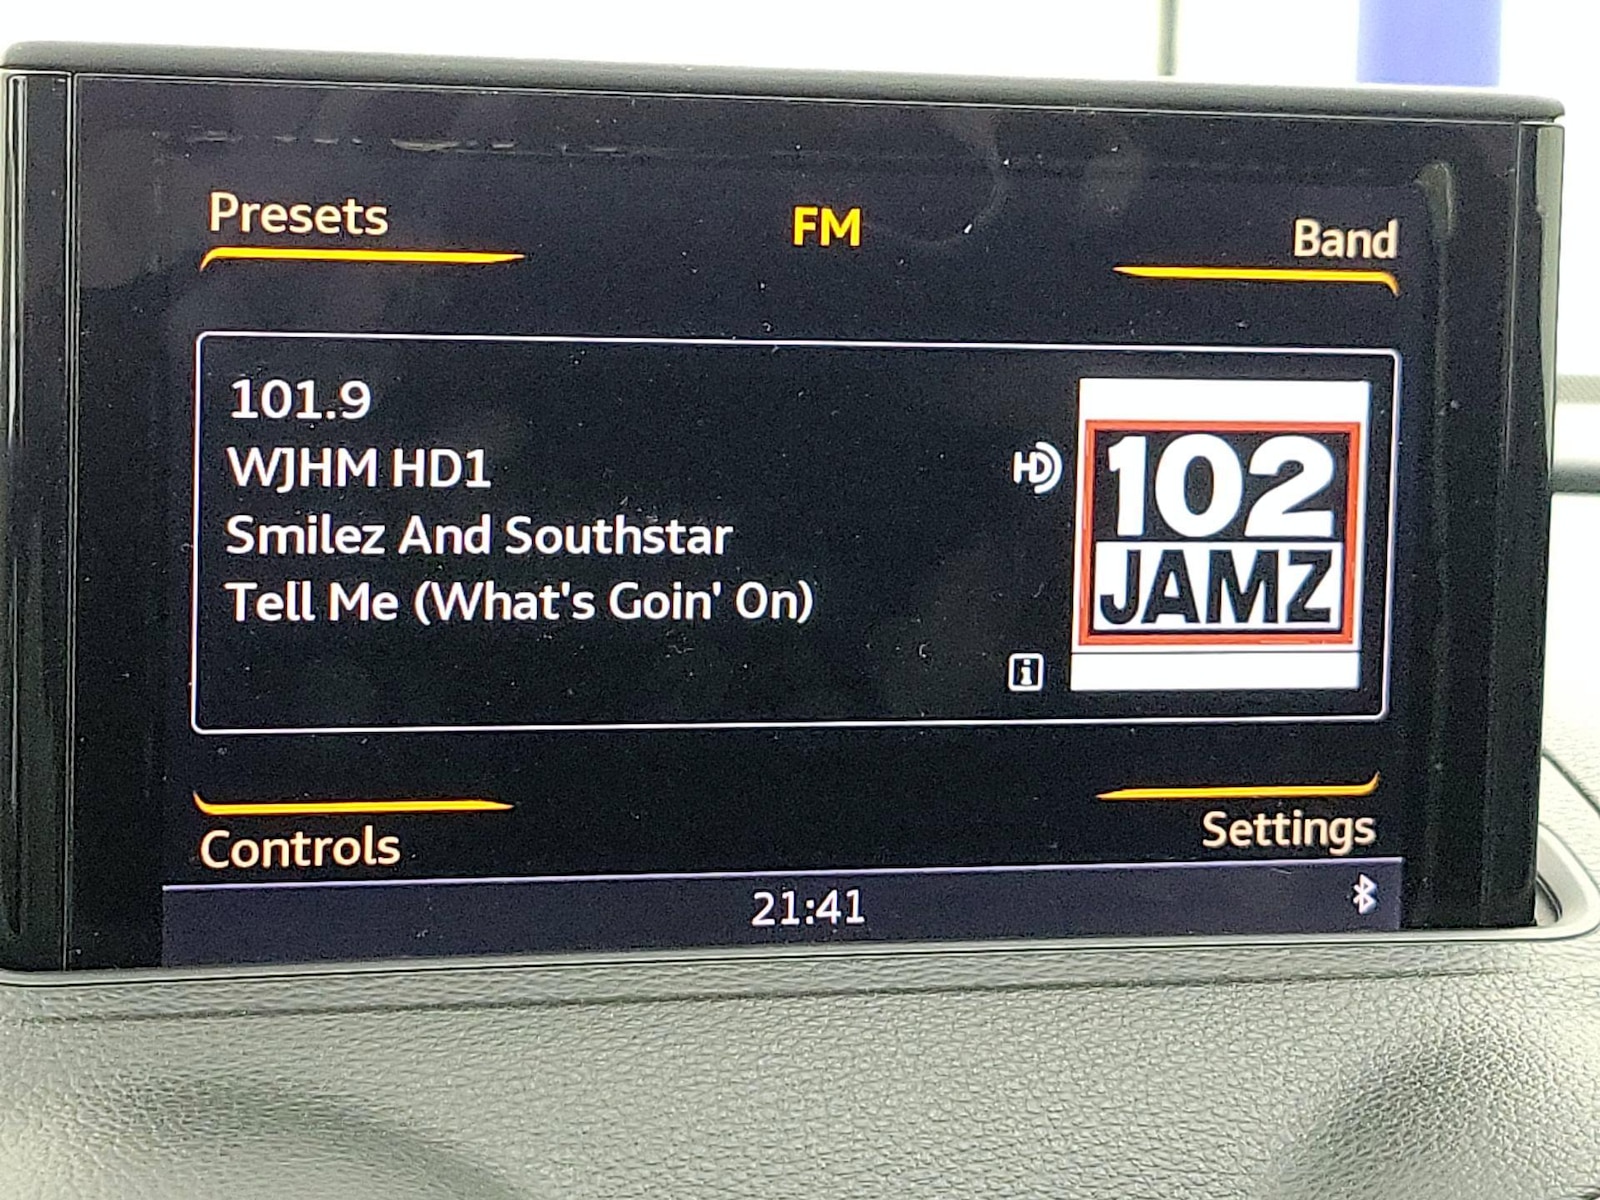 Presets
FM
Band
101.9
WJHM HD1
Smilez And Southstar
Tell Me (What's Goin' On)
HD
i
102
JAMZ
Controls
Settings
21:41